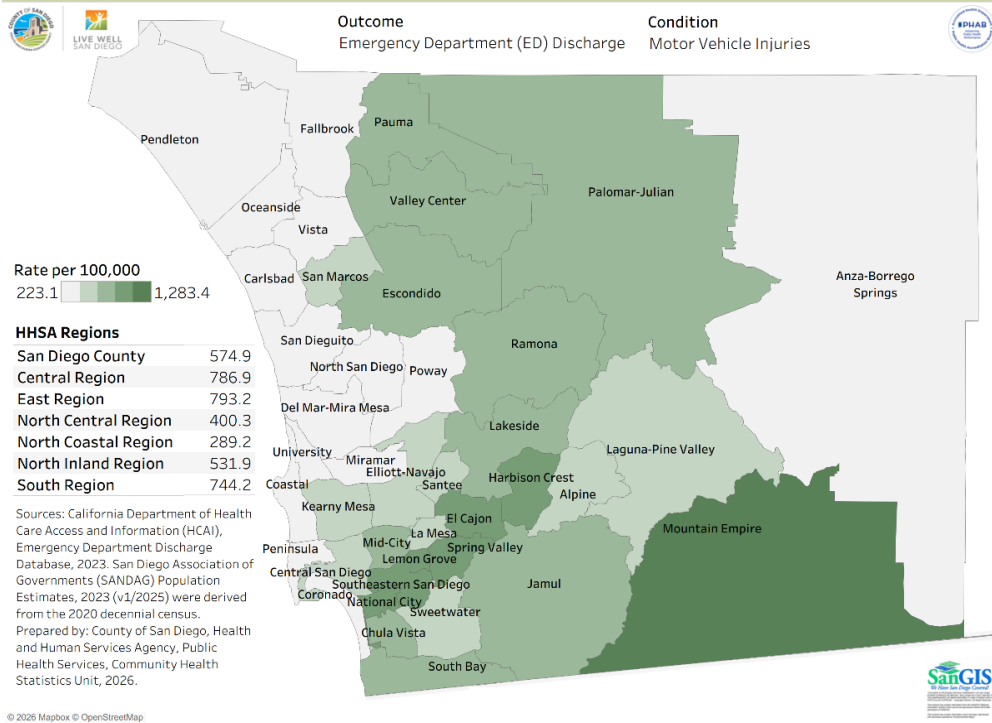 COUNTY OF SAN DIEGO
LIVE WELL
SAN DIEGO
Outcome
Emergency Department (ED) Discharge
Condition
Motor Vehicle Injuries
PHAB
Pendleton
Fallbrook
Pauma
Palomar-Julian
Valley Center
Oceanside
Vista
Carlsbad
San Marcos
Escondido
Anza-Borrego
Springs
Rate per 100,000
223.1
1,283.4
HHSA Regions
San Diego County 574.9
Central Region 786.9
East Region 793.2
North Central Region 400.3
North Coastal Region 289.2
North Inland Region 531.9
South Region 744.2
San Dieguito
North San Diego
Poway
Ramona
Del Mar-Mira Mesa
Lakeside
University
Miramar
Elliott-Navajo
Santee
Harbison Crest
Laguna-Pine Valley
Coastal
Alpine
Kearny Mesa
El Cajon
Mountain Empire
La Mesa
Mid-City
Spring Valley
Peninsula
Lemon Grove
Central San Diego
Southeastern San Diego
Jamul
Coronado
National City
Sweetwater
Chula Vista
South Bay
Sources: California Department of Health
Care Access and Information (HCAI),
Emergency Department Discharge
Database, 2023. San Diego Association of
Governments (SANDAG) Population
Estimates, 2023 (v1/2025) were derived
from the 2020 decennial census.
Prepared by: County of San Diego, Health
and Human Services Agency, Public
Health Services, Community Health
Statistics Unit, 2026.
SanGIS
We Have San Diego Covered!
© 2026 Mapbox © OpenStreetMap